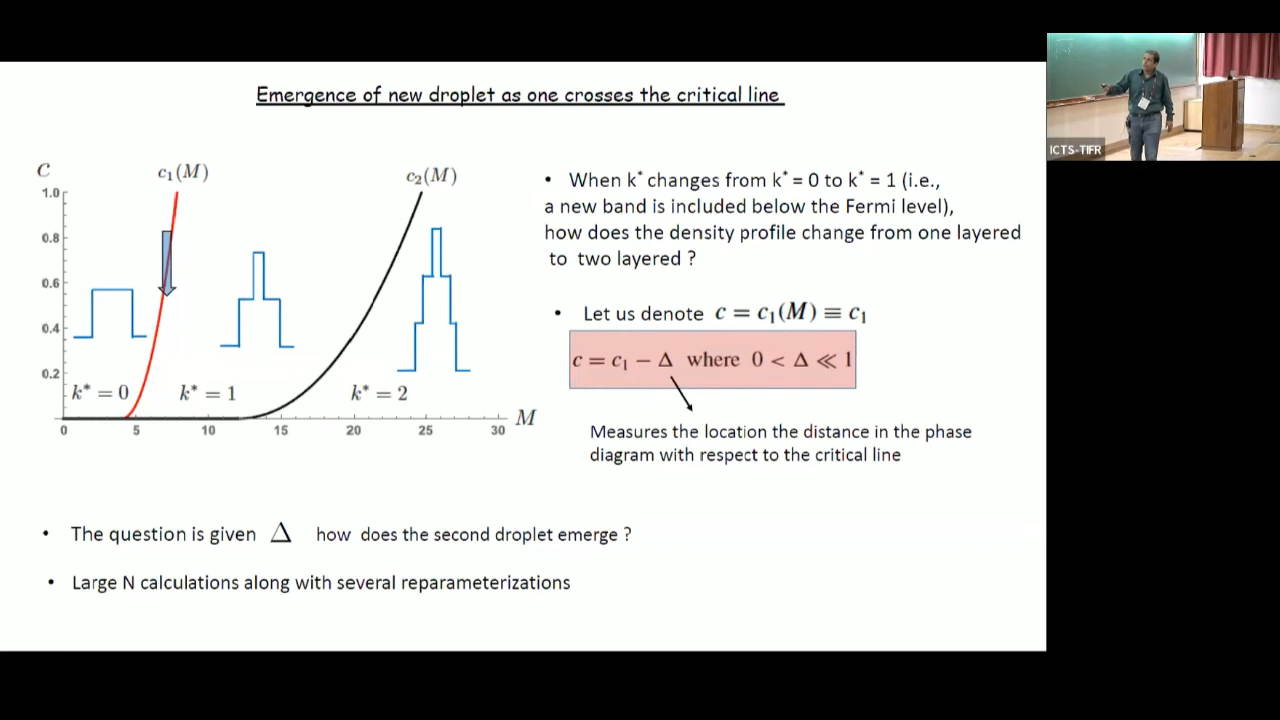 Emergence of new droplet as one crosses the critical line
C
c₁(M)
c₂(M)
1.0
0.8
0.6
0.4
0.2
k* = 0
k* = 1
k* = 2
M
0 5 10 15 20 25 30
• When k* changes from k* = 0 to k* = 1 (i.e.,
a new band is included below the Fermi level),
how does the density profile change from one layered
to two layered ?
• Let us denote c = c₁(M) ≡ c₁
c = c₁ − Δ where 0 < Δ ≪ 1
Measures the location the distance in the phase
diagram with respect to the critical line
• The question is given Δ how does the second droplet emerge ?
• Large N calculations along with several reparameterizations
ICTS-TIFR